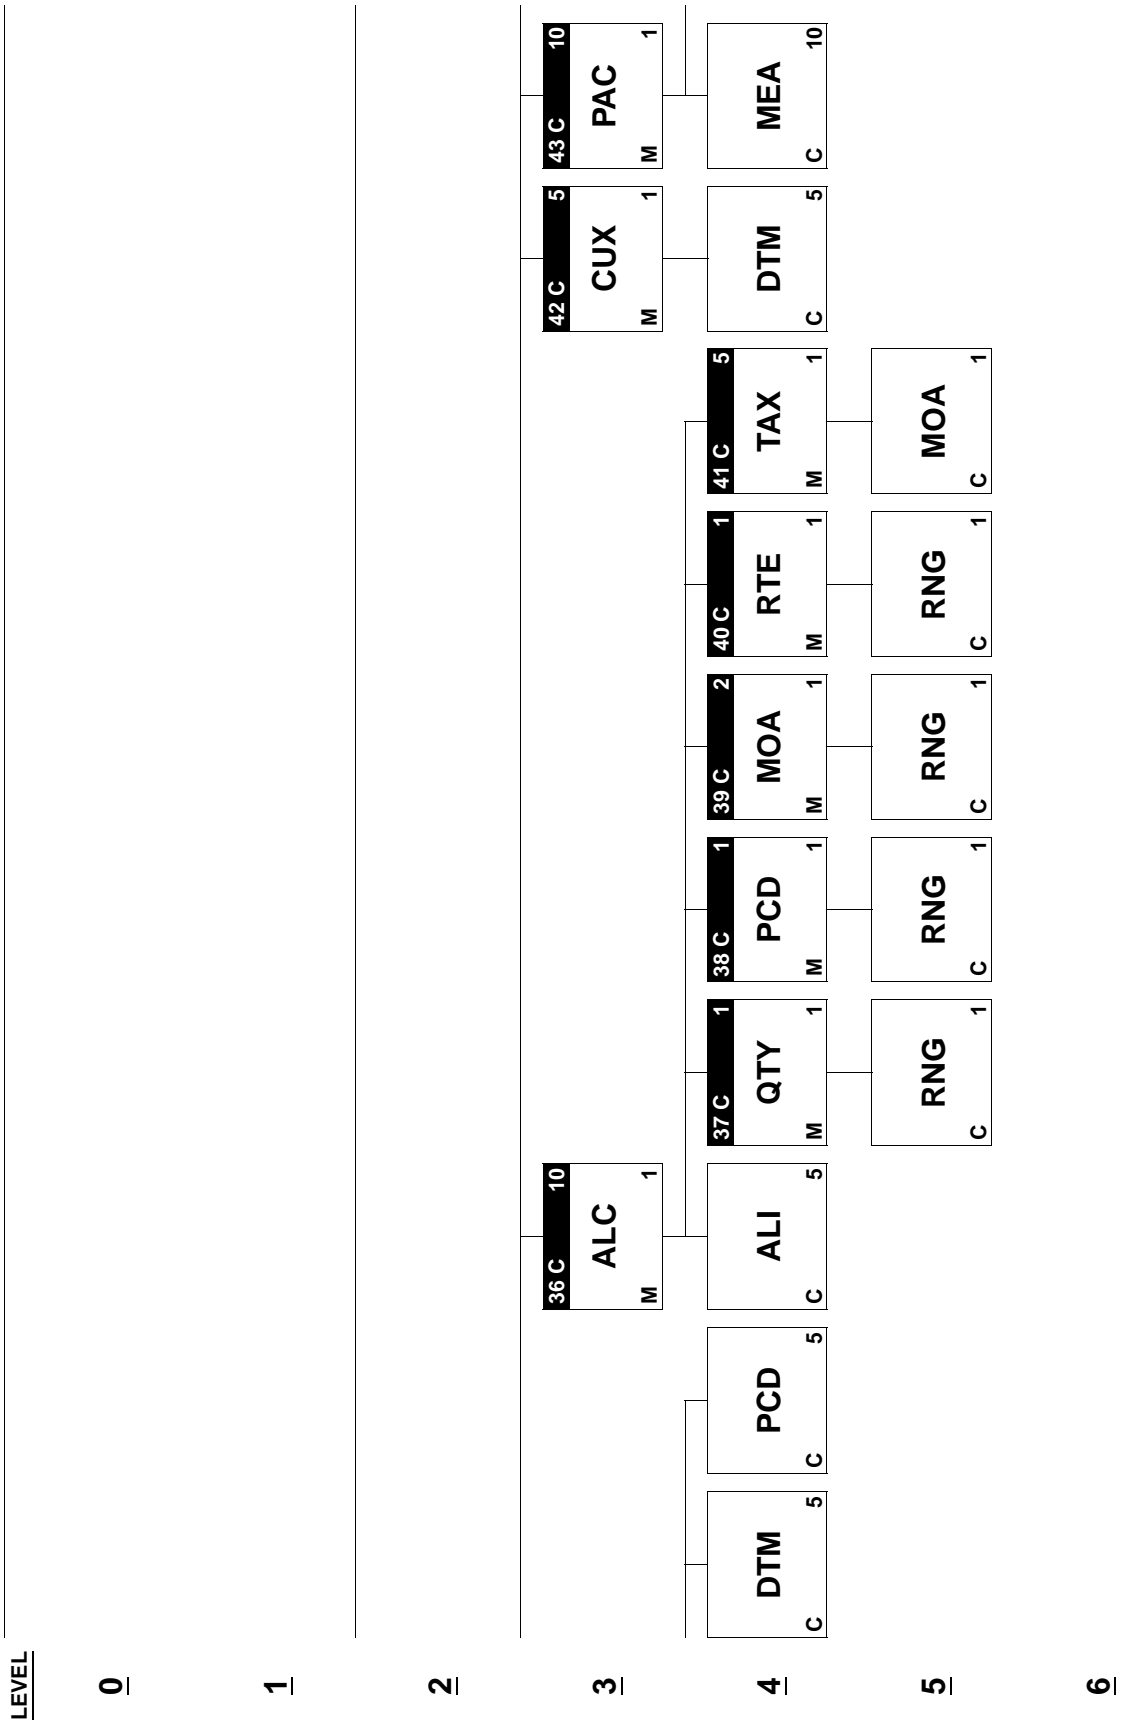 LEVEL
0
1
2
3
36 C 10
ALC
M 1
42 C 5
CUX
M 1
43 C 10
PAC
M 1
4
DTM
C 5
PCD
C 5
ALI
C 5
37 C 1
QTY
M 1
38 C 1
PCD
M 1
39 C 2
MOA
M 1
40 C 1
RTE
M 1
41 C 5
TAX
M 1
DTM
C 5
MEA
C 10
5
RNG
C 1
RNG
C 1
RNG
C 1
RNG
C 1
MOA
C 1
6